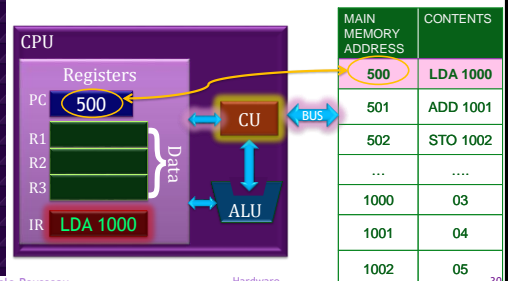 CPU
Registers
PC 500
R1
R2
R3
Data
IR LDA 1000
CU
ALU
BUS
MAIN MEMORY ADDRESS CONTENTS
500 LDA 1000
501 ADD 1001
502 STO 1002
... ....
1000 03
1001 04
1002 05
Hardware